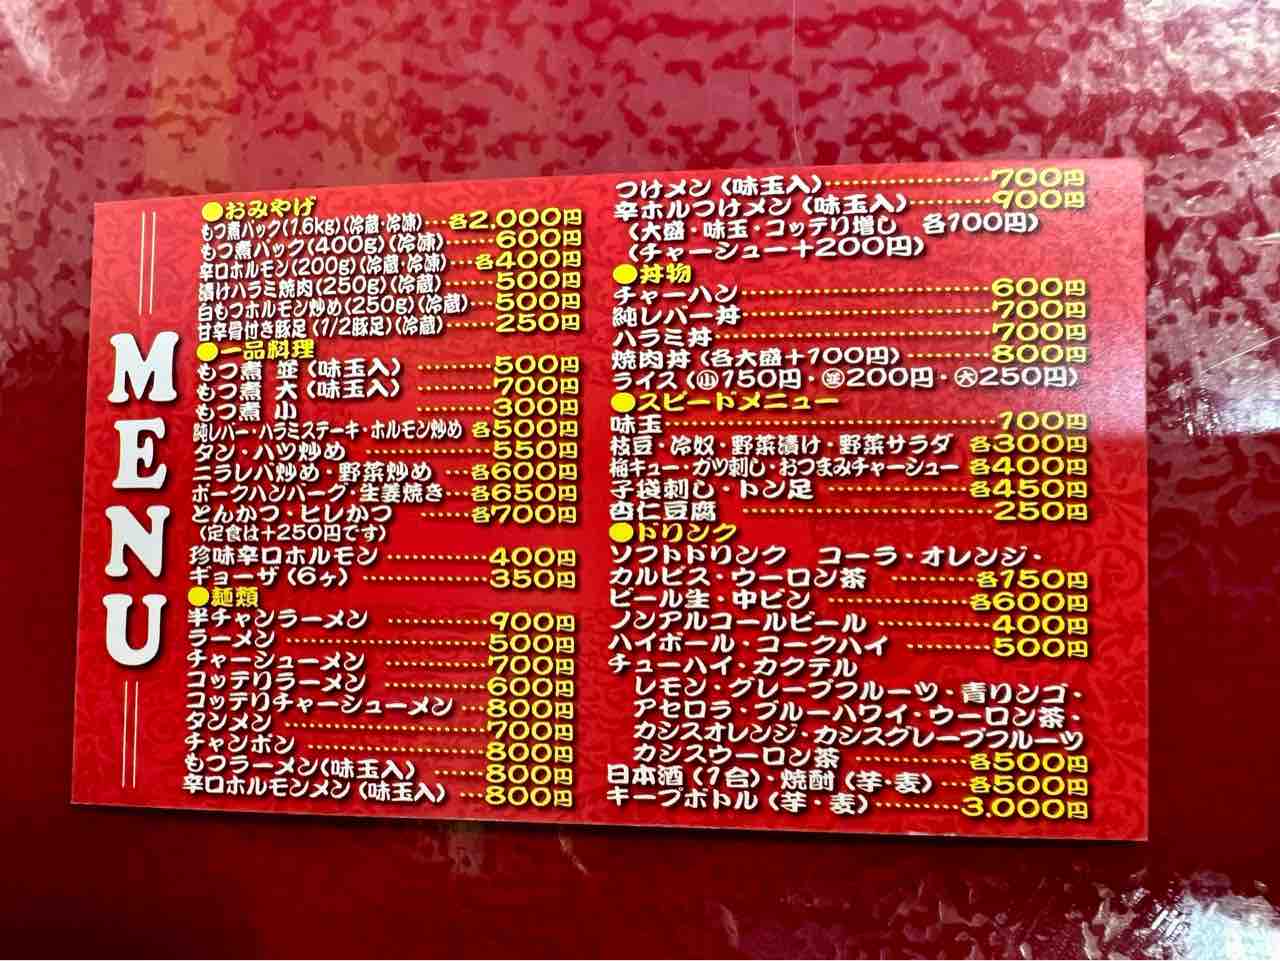 MENU
●おみやげ
もつ煮パック(1.6kg)(冷蔵・冷凍)…各2,000円
もつ煮パック(400g)(冷凍)………600円
辛口ホルモン(200g)(冷蔵・冷凍)…各400円
漬けハラミ焼肉(250g)(冷蔵)………500円
白もつホルモン炒め(250g)(冷蔵)…500円
甘辛骨付き豚足(1/2豚足)(冷蔵)……250円
●一品料理
もつ煮 並(味玉入)…………500円
もつ煮 大(味玉入)…………700円
もつ煮 小…………300円
純レバー・ハラミステーキ・ホルモン炒め 各500円
タン・ハツ炒め………………550円
ニラレバ炒め・野菜炒め…各600円
ポークハンバーグ・生姜焼き…各650円
とんかつ・ヒレかつ……各700円
(定食は+250円です)
珍味辛口ホルモン……………400円
ギョーザ(6ヶ)………………350円
●麺類
半チャンラーメン……………900円
ラーメン…………………………500円
チャーシューメン……………700円
コッテリラーメン……………600円
コッテリチャーシューメン…800円
タンメン…………………………700円
チャンポン………………………800円
もつラーメン(味玉入)……800円
辛口ホルモンメン(味玉入)…800円
つけメン(味玉入)…………………700円
辛ホルつけメン(味玉入)…………900円
(大盛・味玉・コッテリ増し 各100円)
(チャーシュー+200円)
●丼物
チャーハン……………………………600円
純レバー丼……………………………700円
ハラミ丼………………………………700円
焼肉丼(各大盛+100円)…………800円
ライス(㊙小150円・並200円・大250円)
●スピードメニュー
味玉……………………………………100円
枝豆・冷奴・野菜漬け・野菜サラダ 各300円
梅キュー・ガツ刺し・おつまみチャーシュー 各400円
子袋刺し・トン足……………各450円
杏仁豆腐…………………………250円
●ドリンク
ソフトドリンク コーラ・オレンジ・
カルピス・ウーロン茶………各150円
ビール生・中ビン……………各600円
ノンアルコールビール…………400円
ハイボール・コークハイ………500円
チューハイ・カクテル
レモン・グレープフルーツ・青リンゴ・
アセロラ・ブルーハワイ・ウーロン茶・
カシスオレンジ・カシスグレープフルーツ
カシスウーロン茶……………各500円
日本酒(1合)・焼酎(芋・麦)…各500円
キープボトル(芋・麦)…………3,000円